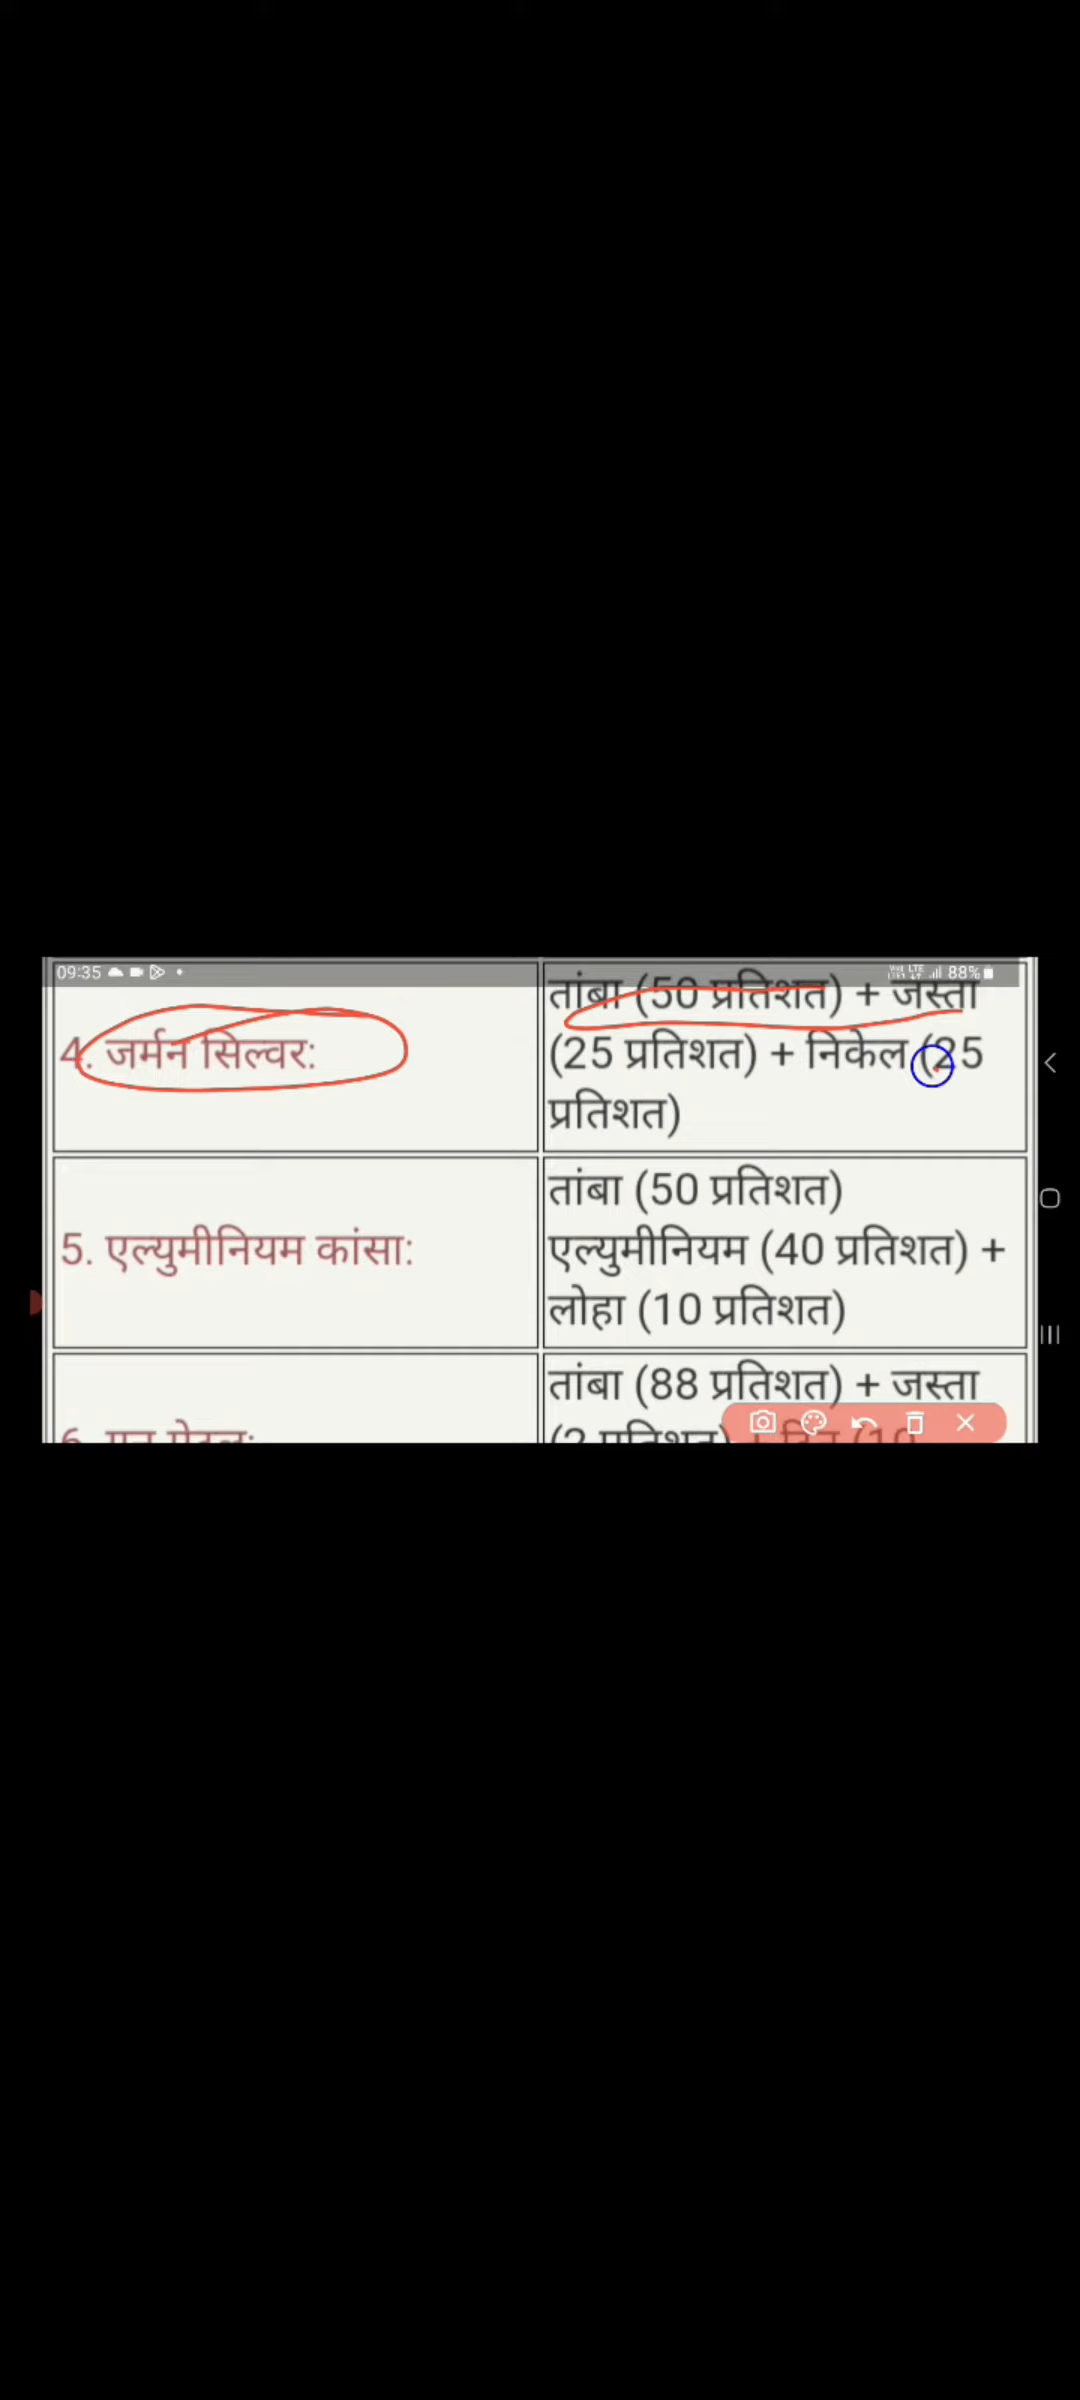 09:35
LTE 88%
तांबा (50 प्रतिशत) + जस्ता
4. जर्मन सिल्वर:
(25 प्रतिशत) + निकेल (25
प्रतिशत)
तांबा (50 प्रतिशत)
5. एल्युमीनियम कांसा:
एल्युमीनियम (40 प्रतिशत) +
लोहा (10 प्रतिशत)
तांबा (88 प्रतिशत) + जस्ता